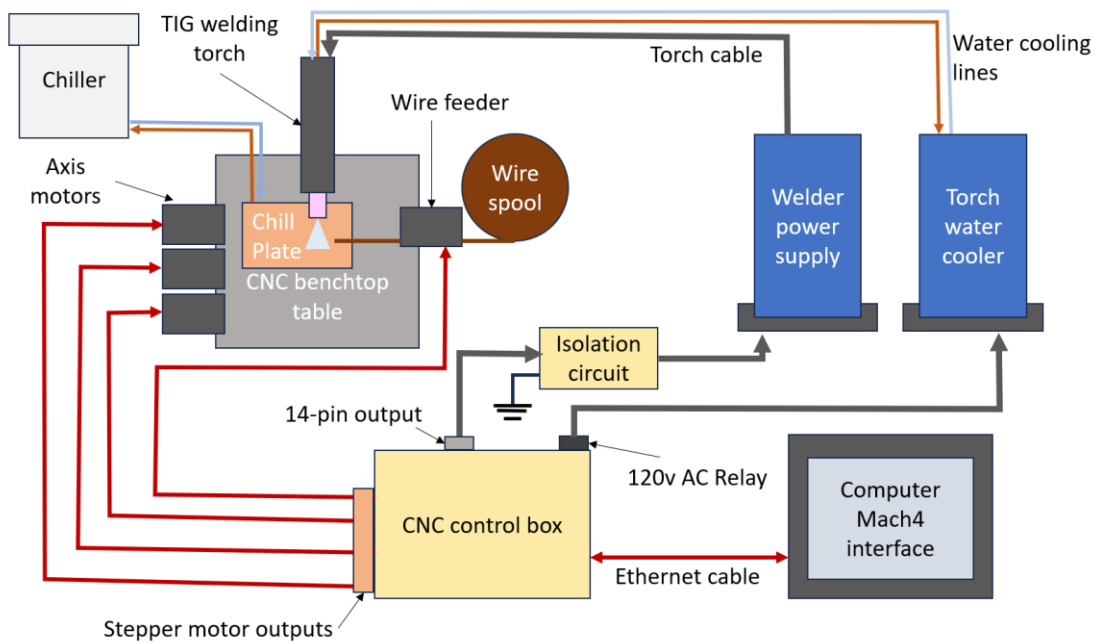 TIG welding
torch
Chiller
Torch cable
Water cooling
lines
Wire feeder
Axis
motors
Wire
spool
Welder
power
supply
Torch
water
cooler
Chill
Plate
CNC benchtop
table
Isolation
circuit
14-pin output
120v AC Relay
CNC control box
Computer
Mach4
interface
Ethernet cable
Stepper motor outputs